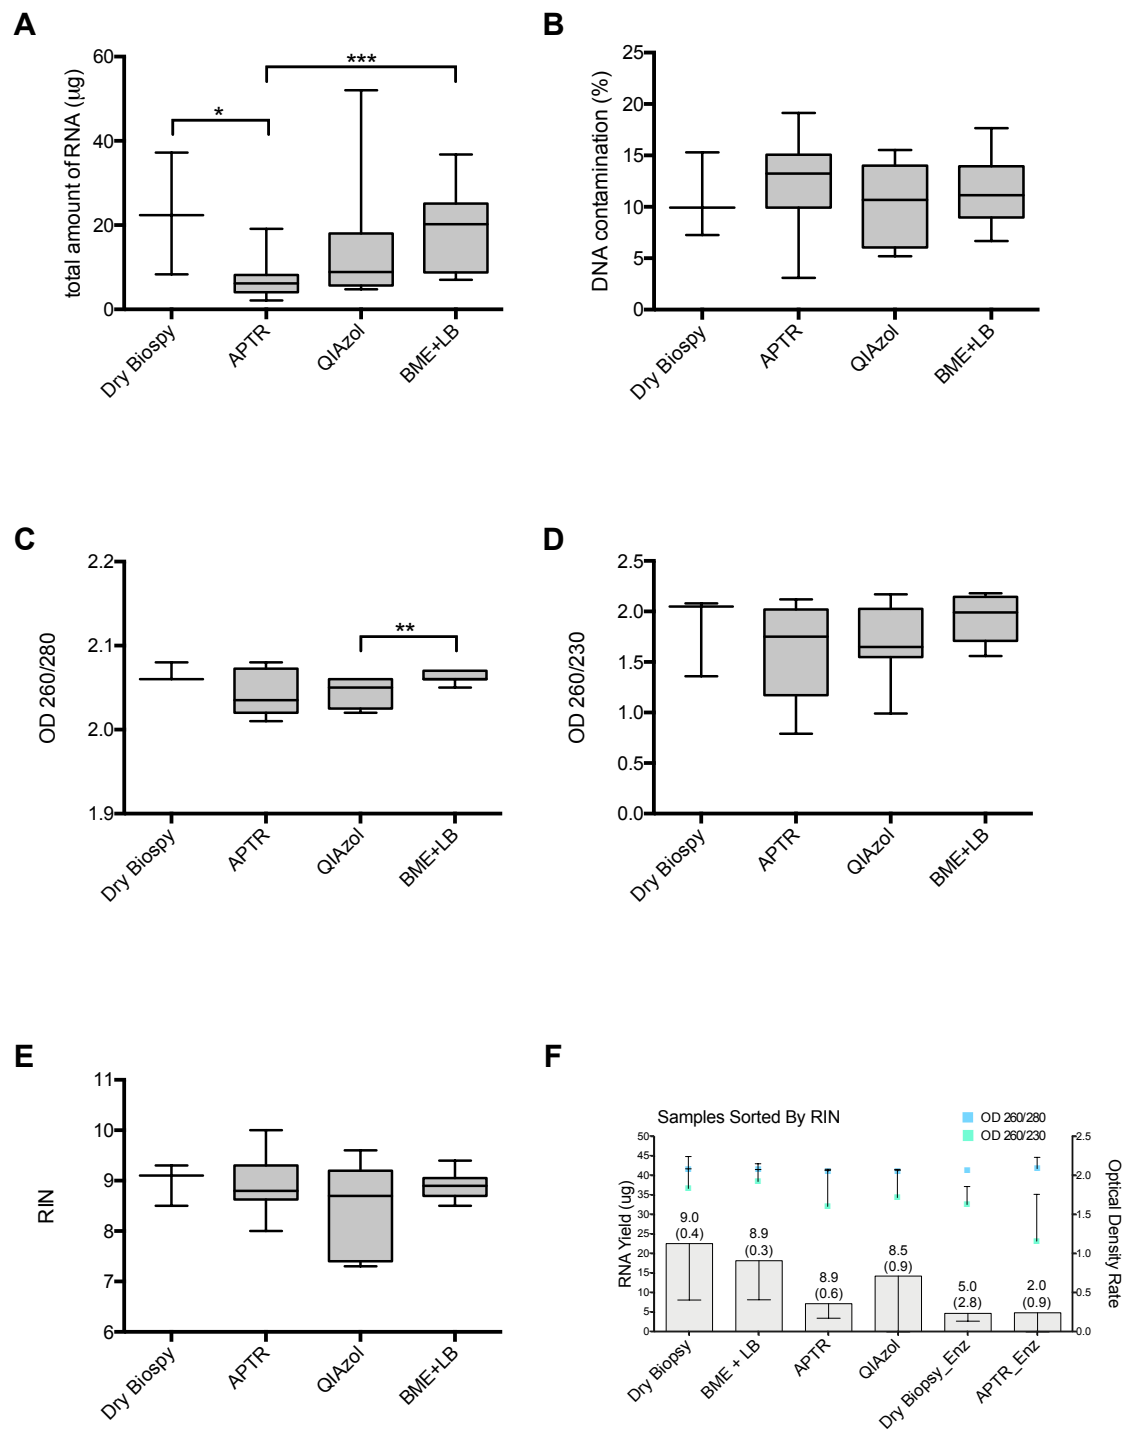 A
60
40
20
0
total amount of RNA (µg)
*
***
Dry Biospy
APTR
QIAzol
BME+LB
B
25
20
15
10
5
0
DNA contamination (%)
Dry Biospy
APTR
QIAzol
BME+LB
C
2.2
2.1
2.0
1.9
OD 260/280
**
Dry Biospy
APTR
QIAzol
BME+LB
D
2.5
2.0
1.5
1.0
0.5
0.0
OD 260/230
Dry Biospy
APTR
QIAzol
BME+LB
E
11
10
9
8
7
6
RIN
Dry Biospy
APTR
QIAzol
BME+LB
F
Samples Sorted By RIN
OD 260/280
OD 260/230
50
45
40
35
30
25
20
15
10
5
0
RNA Yield (ug)
9.0
(0.4)
8.9
(0.3)
8.9
(0.6)
8.5
(0.9)
5.0
(2.8)
2.0
(0.9)
2.5
2.0
1.5
1.0
0.5
0.0
Optical Density Rate
Dry Biopsy
BME + LB
APTR
QIAzol
Dry Biopsy_Enz
APTR_Enz